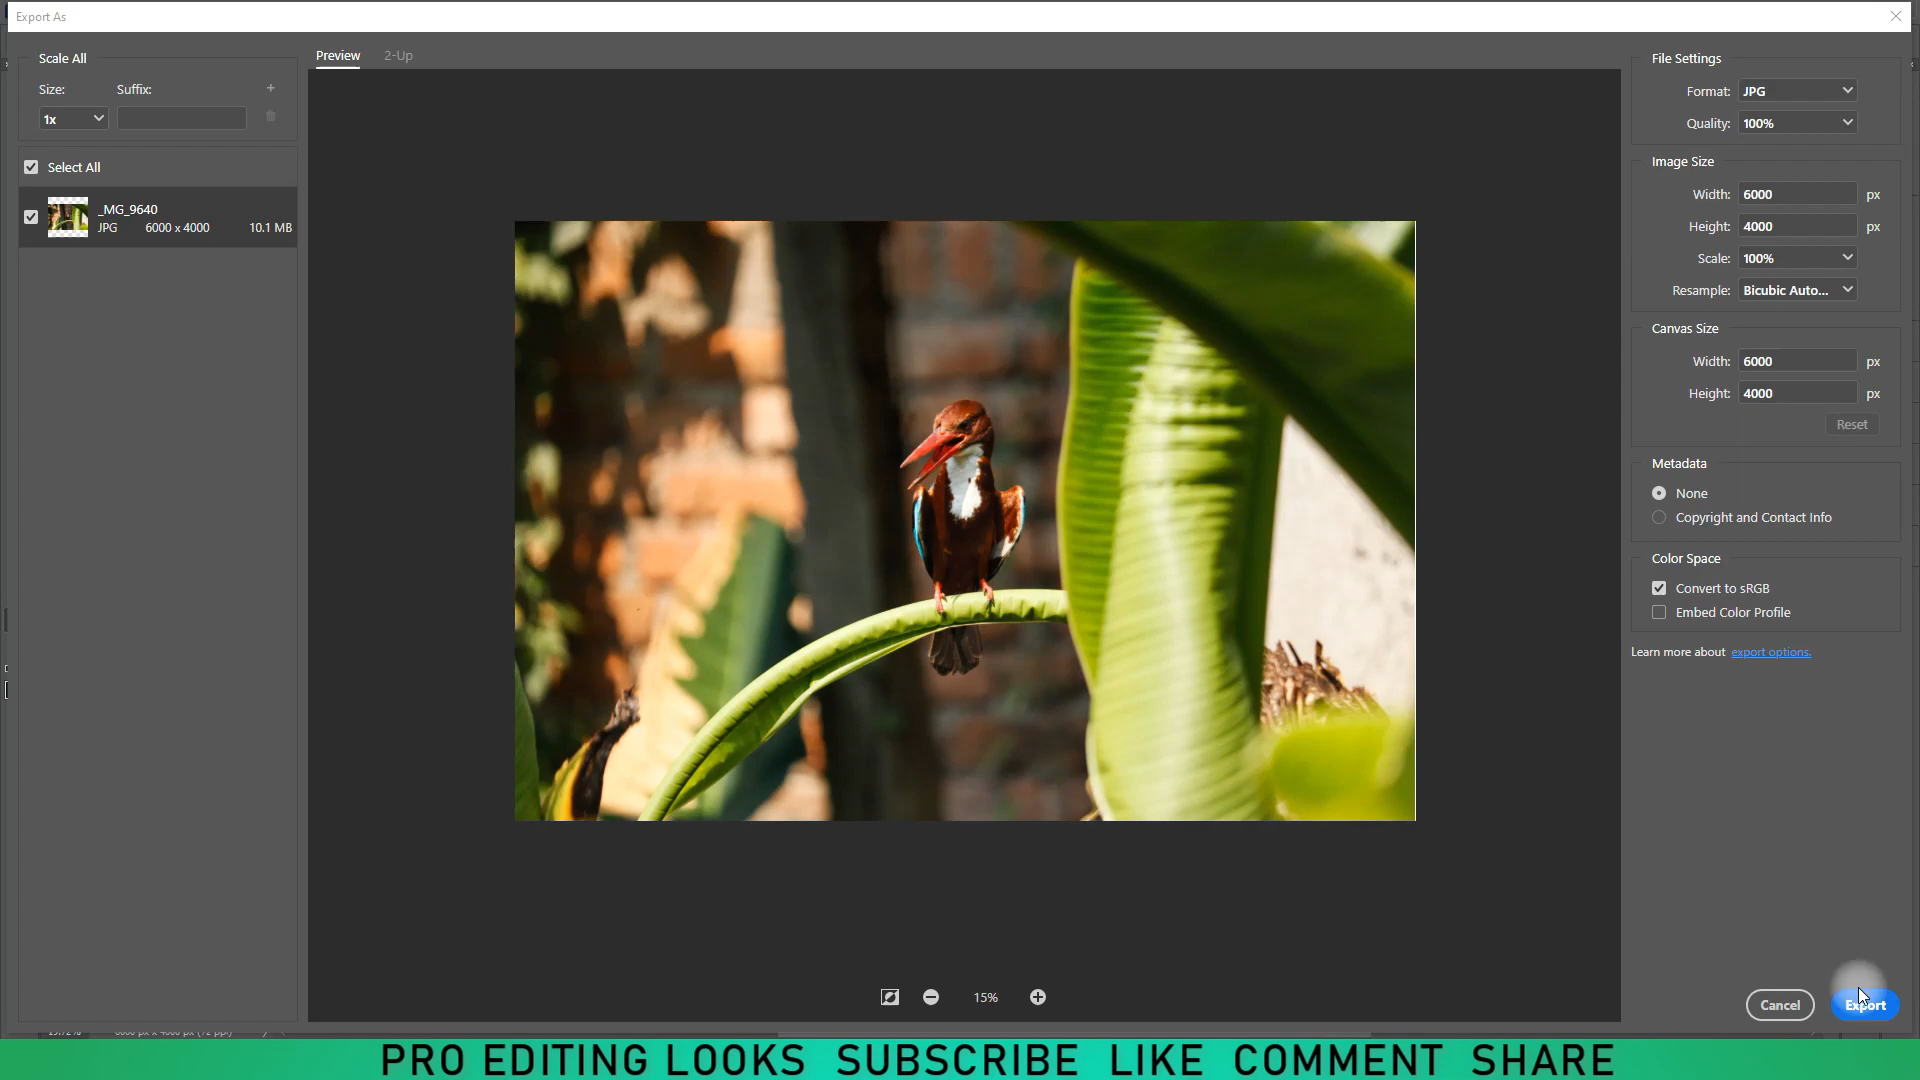 Export As
Scale All
Size: Suffix:
1x
Select All
_MG_9640
JPG 6000 x 4000 10.1 MB
Preview 2-Up
15%
File Settings
Format: JPG
Quality: 100%
Image Size
Width: 6000 px
Height: 4000 px
Scale: 100%
Resample: Bicubic Auto...
Canvas Size
Width: 6000 px
Height: 4000 px
Reset
Metadata
None
Copyright and Contact Info
Color Space
Convert to sRGB
Embed Color Profile
Learn more about export options.
Cancel Export
PRO EDITING LOOKS SUBSCRIBE LIKE COMMENT SHARE